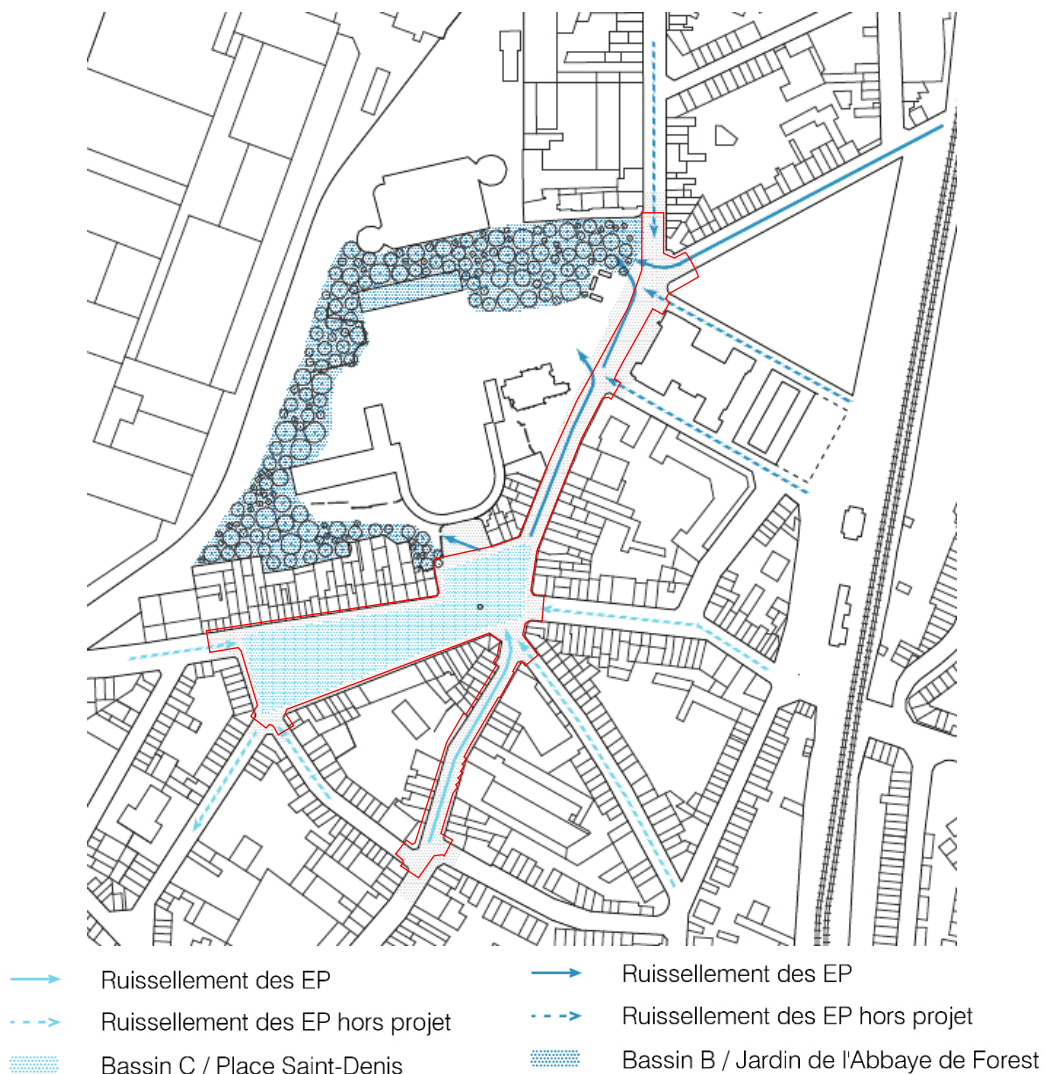 Ruissellement des EP
Ruissellement des EP hors projet
Bassin C / Place Saint-Denis
Ruissellement des EP
Ruissellement des EP hors projet
Bassin B / Jardin de l'Abbaye de Forest